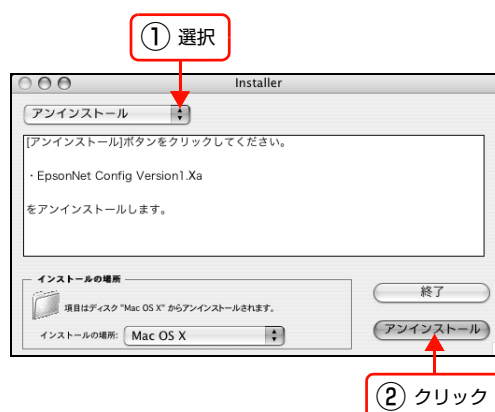 ① 選択
Installer
アンインストール
[アンインストール]ボタンをクリックしてください。
・EpsonNet Config Version1.Xa
をアンインストールします。
インストールの場所
項目はディスク "Mac OS X" からアンインストールされます。
インストールの場所: Mac OS X
終了
アンインストール
② クリック